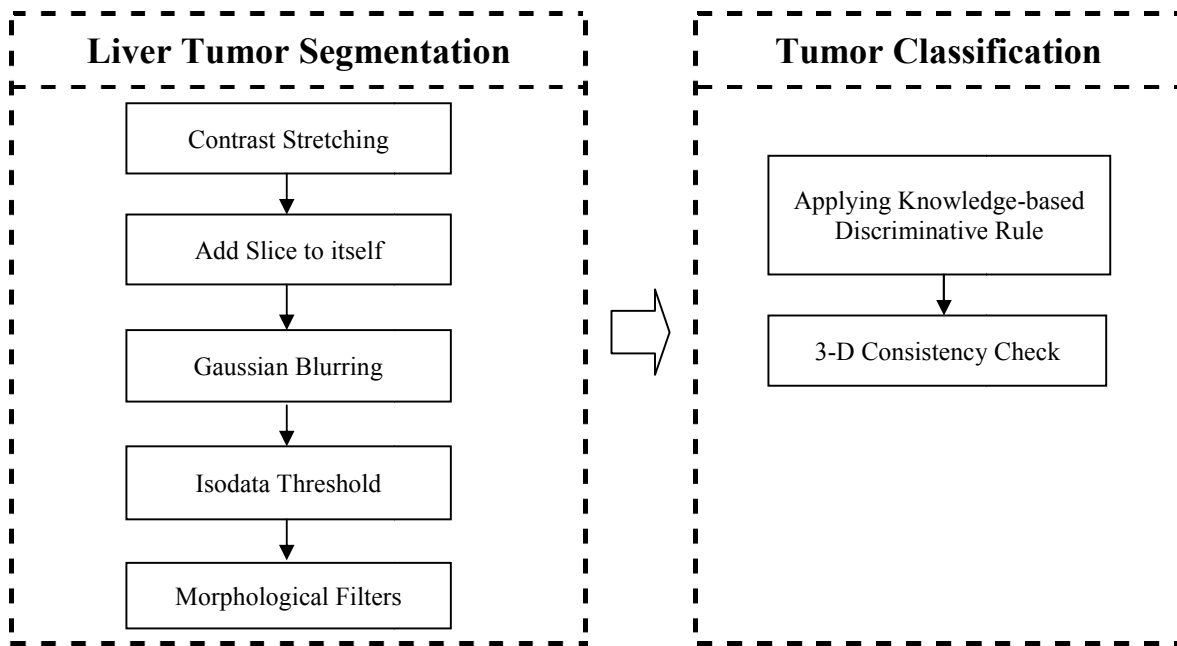 Liver Tumor Segmentation
Contrast Stretching
Add Slice to itself
Gaussian Blurring
Isodata Threshold
Morphological Filters
Tumor Classification
Applying Knowledge-based
Discriminative Rule
3-D Consistency Check